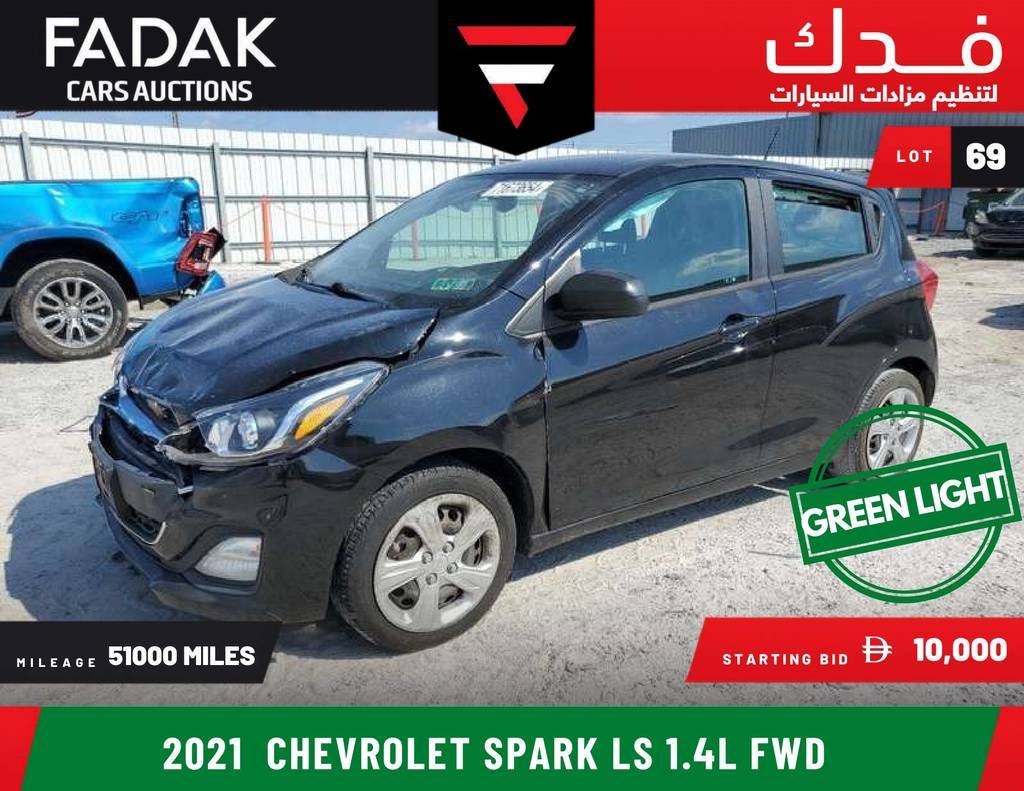 FADAK
CARS AUCTIONS
فدك
لتنظيم مزادات السيارات
LOT 69
GREEN LIGHT
MILEAGE 51000 MILES
STARTING BID 10,000
2021 CHEVROLET SPARK LS 1.4L FWD